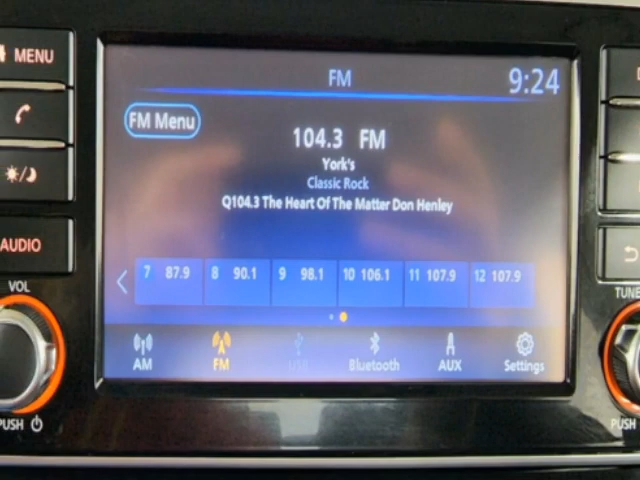 MENU
FM
9:24
FM Menu
104.3 FM
York's
Classic Rock
Q104.3 The Heart Of The Matter Don Henley
AUDIO
VOL
TUNE
7 87.9 8 90.1 9 98.1 10 106.1 11 107.9 12 107.9
AM FM USB Bluetooth AUX Settings
PUSH
PUSH